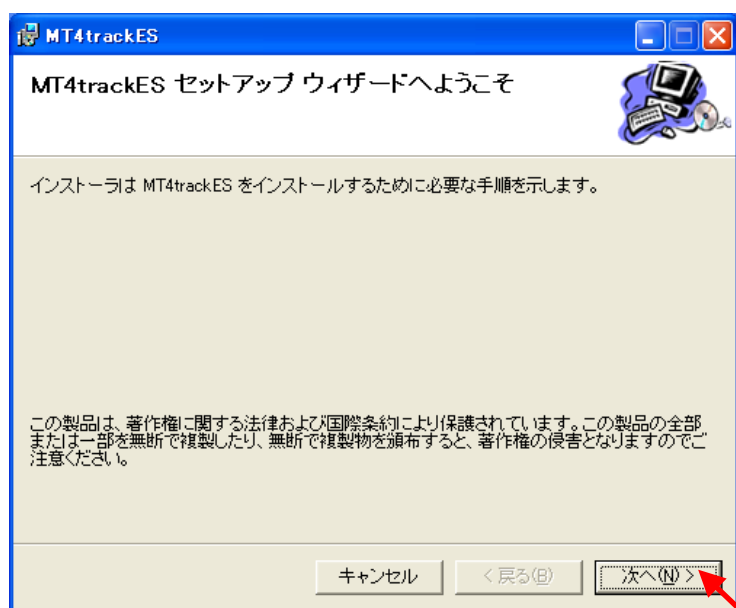 MT4trackES
MT4trackES セットアップ ウィザードへようこそ
インストーラは MT4trackES をインストールするために必要な手順を示します。
この製品は、著作権に関する法律および国際条約により保護されています。この製品の全部
または一部を無断で複製したり、無断で複製物を頒布すると、著作権の侵害となりますのでご
注意ください。
キャンセル
< 戻る(B)
次へ(N) >